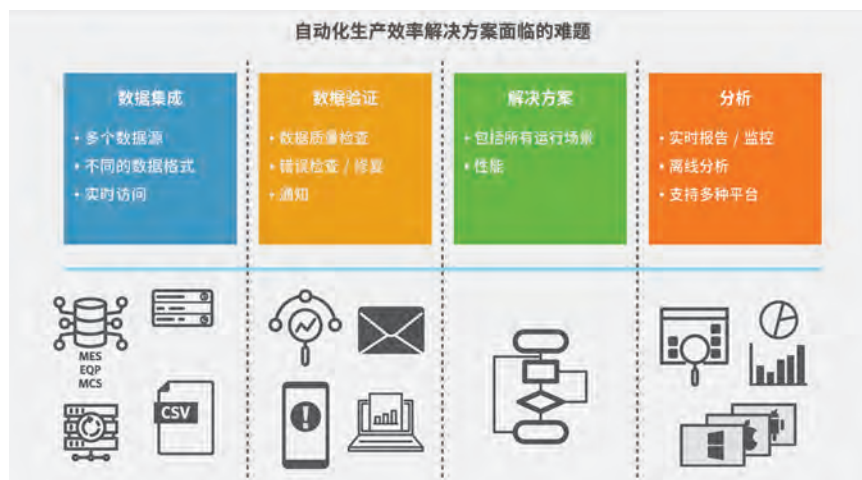 自动化生产效率解决方案面临的难题
数据集成
• 多个数据源
• 不同的数据格式
• 实时访问
数据验证
• 数据质量检查
• 错误检查 / 修复
• 通知
解决方案
• 包括所有运行场景
• 性能
分析
• 实时报告 / 监控
• 离线分析
• 支持多种平台
MES
EQP
MCS
CSV